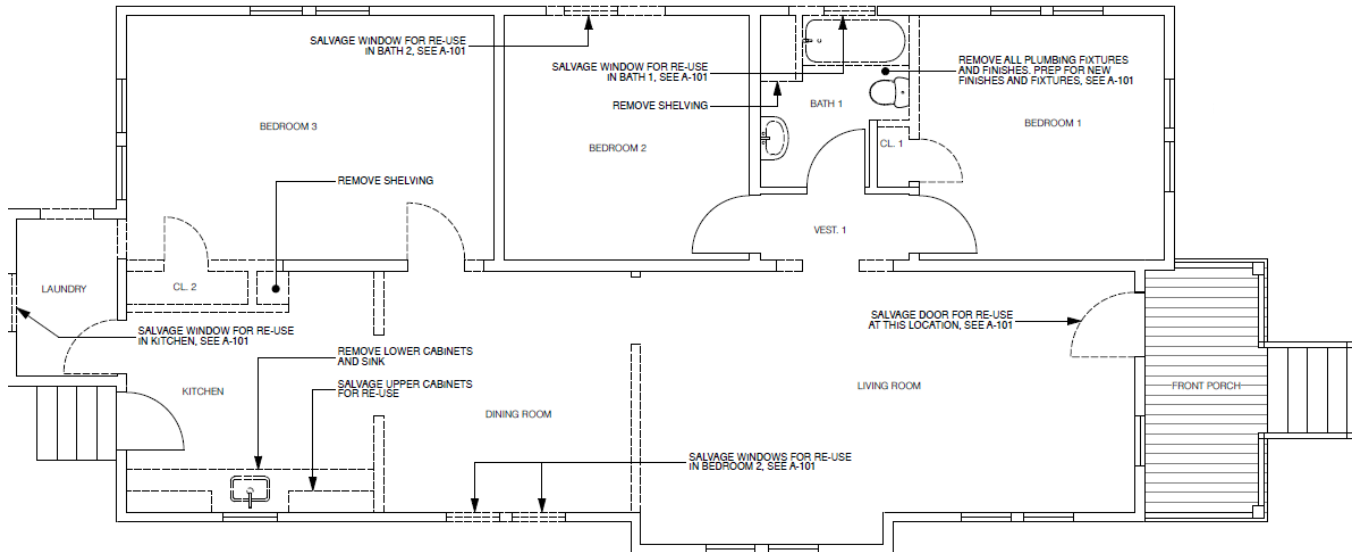 SALVAGE WINDOW FOR RE-USE
IN BATH 2, SEE A-101
SALVAGE WINDOW FOR RE-USE
IN BATH 1, SEE A-101
REMOVE SHELVING
REMOVE ALL PLUMBING FIXTURES
AND FINISHES. PREP FOR NEW
FINISHES AND FIXTURES, SEE A-101
BATH 1
BEDROOM 3
BEDROOM 2
BEDROOM 1
CL. 1
REMOVE SHELVING
VEST. 1
LAUNDRY
CL. 2
SALVAGE WINDOW FOR RE-USE
IN KITCHEN, SEE A-101
SALVAGE DOOR FOR RE-USE
AT THIS LOCATION, SEE A-101
REMOVE LOWER CABINETS
AND SINK
KITCHEN
SALVAGE UPPER CABINETS
FOR RE-USE
DINING ROOM
LIVING ROOM
FRONT PORCH
SALVAGE WINDOWS FOR RE-USE
IN BEDROOM 2, SEE A-101